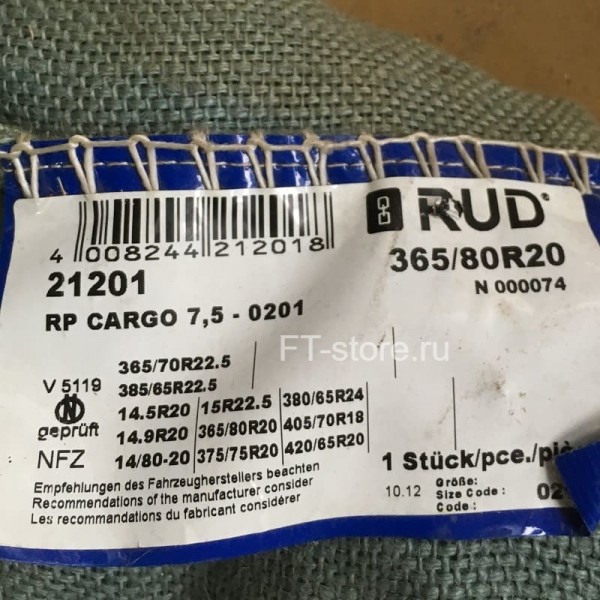 RUD®
4 008244 212018
21201
365/80R20
N 000074
RP CARGO 7,5 - 0201
FT-store.ru
365/70R22.5
V 5119 385/65R22.5
14.5R20 15R22.5 380/65R24
geprüft 14.9R20 365/80R20 405/70R18
NFZ 14/80-20 375/75R20 420/65R20
1 Stück/pce./
Empfehlungen des Fahrzeugherstellers beachten
Recommendations of the manufacturer consider
Les recommandations du fabricant considérer
10.12 Größe:
Size Code :
Code :